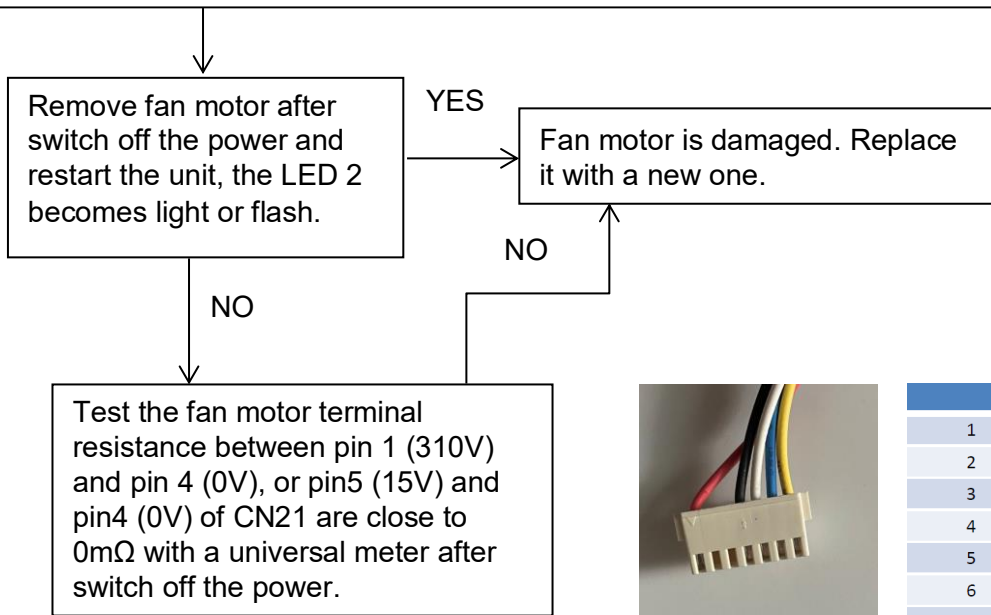 Remove fan motor after
switch off the power and
restart the unit, the LED 2
becomes light or flash.
YES
Fan motor is damaged. Replace
it with a new one.
NO
NO
Test the fan motor terminal
resistance between pin 1 (310V)
and pin 4 (0V), or pin5 (15V) and
pin4 (0V) of CN21 are close to
0mΩ with a universal meter after
switch off the power.
1
2
3
4
5
6